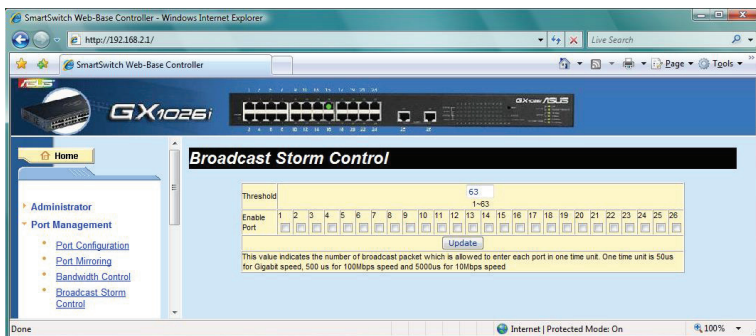 SmartSwitch Web-Base Controller - Windows Internet Explorer
http://192.168.2.1/
Live Search
SmartSwitch Web-Base Controller
Page
Tools
ASUS
GX1026i
GX1026i /ISUS
Home
Broadcast Storm Control
Threshold
63
1~63
Enable Port
1 2 3 4 5 6 7 8 9 10 11 12 13 14 15 16 17 18 19 20 21 22 23 24 25 26
Update
This value indicates the number of broadcast packet which is allowed to enter each port in one time unit. One time unit is 50us
for Gigabit speed, 500 us for 100Mbps speed and 5000us for 10Mbps speed
Administrator
Port Management
Port Configuration
Port Mirroring
Bandwidth Control
Broadcast Storm
Control
Done
Internet | Protected Mode: On
100%